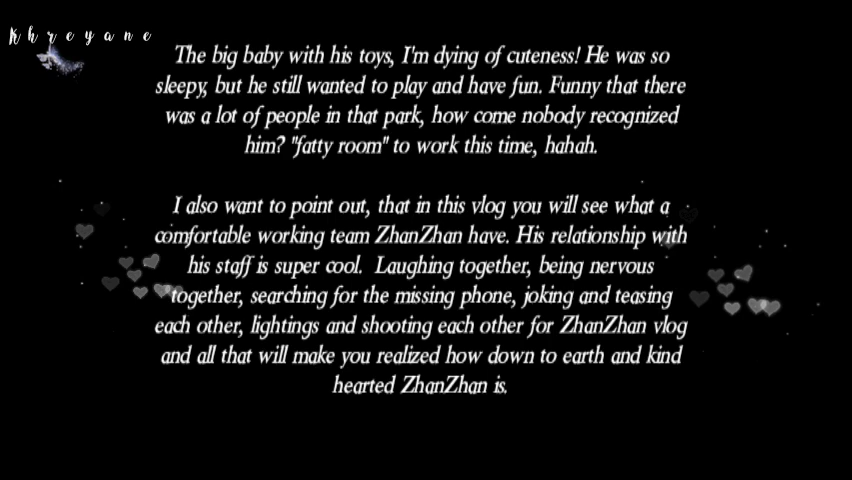 Khreyane
The big baby with his toys, I'm dying of cuteness! He was so
sleepy, but he still wanted to play and have fun. Funny that there
was a lot of people in that park, how come nobody recognized
him? "fatty room" to work this time, hahah.
I also want to point out, that in this vlog you will see what a
comfortable working team ZhanZhan have. His relationship with
his staff is super cool. Laughing together, being nervous
together, searching for the missing phone, joking and teasing
each other, lightings and shooting each other for ZhanZhan vlog
and all that will make you realized how down to earth and kind
hearted ZhanZhan is.